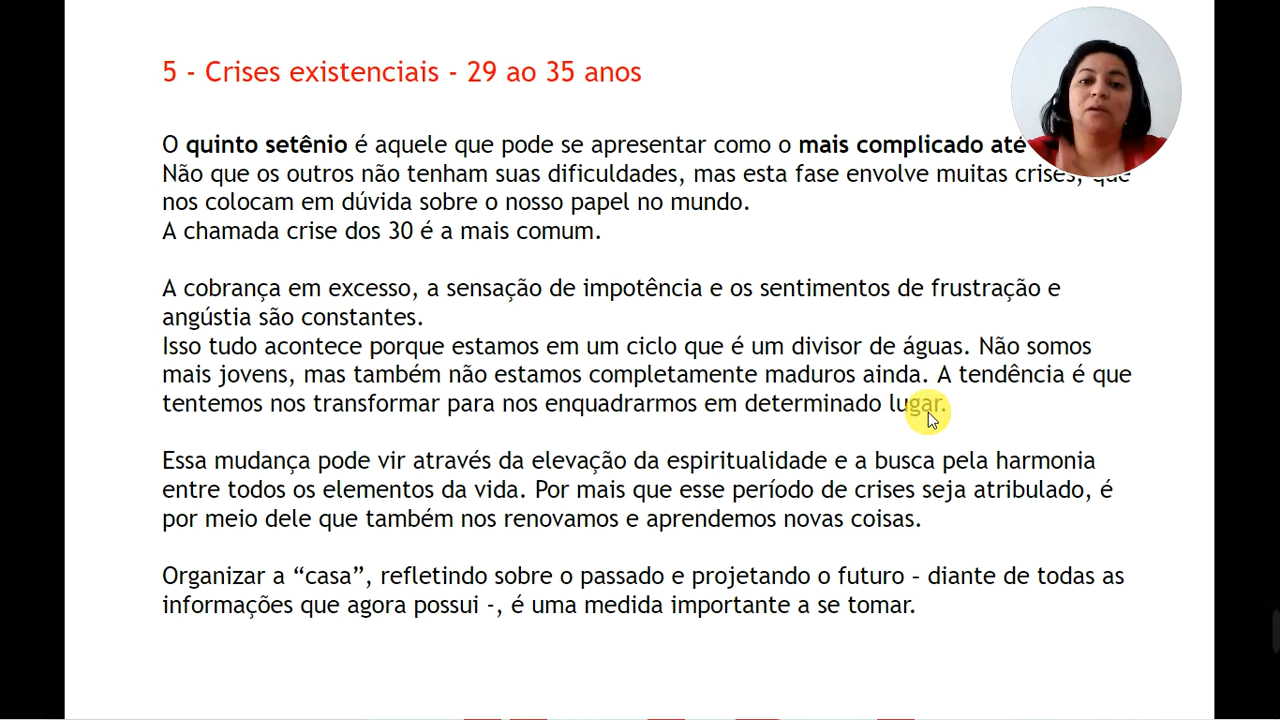 5 - Crises existenciais - 29 ao 35 anos
O quinto setênio é aquele que pode se apresentar como o mais complicado até
Não que os outros não tenham suas dificuldades, mas esta fase envolve muitas crises, que
nos colocam em dúvida sobre o nosso papel no mundo.
A chamada crise dos 30 é a mais comum.
A cobrança em excesso, a sensação de impotência e os sentimentos de frustração e
angústia são constantes.
Isso tudo acontece porque estamos em um ciclo que é um divisor de águas. Não somos
mais jovens, mas também não estamos completamente maduros ainda. A tendência é que
tentemos nos transformar para nos enquadrarmos em determinado lugar.
Essa mudança pode vir através da elevação da espiritualidade e a busca pela harmonia
entre todos os elementos da vida. Por mais que esse período de crises seja atribulado, é
por meio dele que também nos renovamos e aprendemos novas coisas.
Organizar a “casa”, refletindo sobre o passado e projetando o futuro – diante de todas as
informações que agora possui -, é uma medida importante a se tomar.